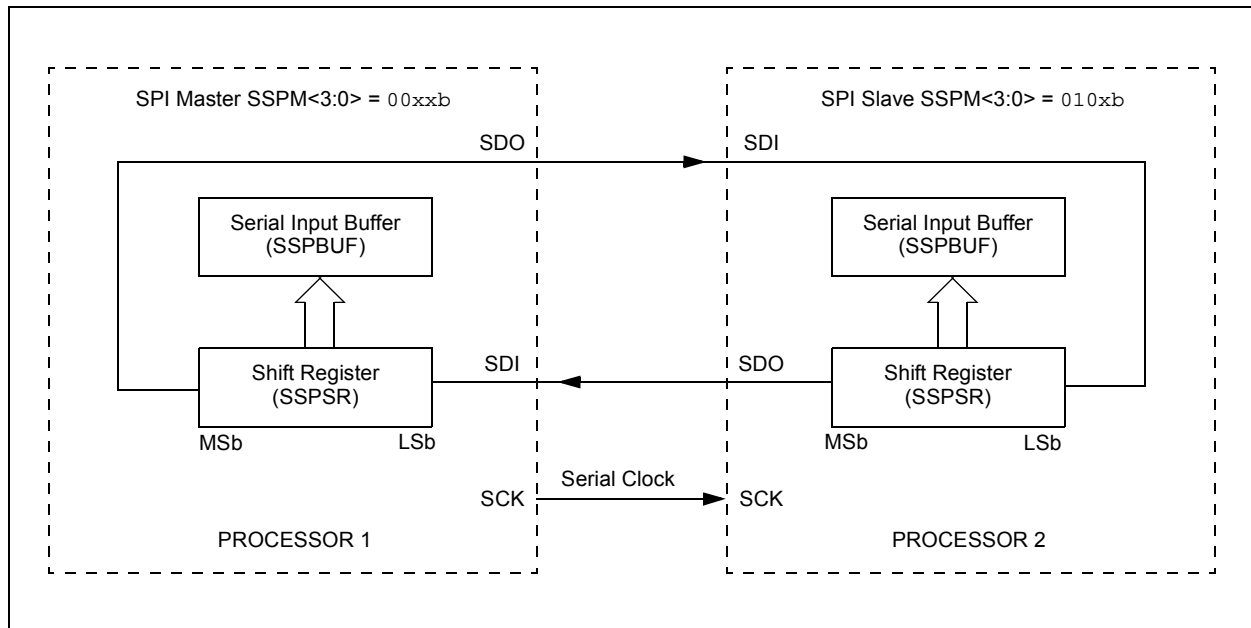 SPI Master SSPM<3:0> = 00xxb
SPI Slave SSPM<3:0> = 010xb
SDO
SDI
Serial Input Buffer
(SSPBUF)
Serial Input Buffer
(SSPBUF)
SDI
SDO
Shift Register
(SSPSR)
Shift Register
(SSPSR)
MSb
LSb
MSb
LSb
Serial Clock
SCK
SCK
PROCESSOR 1
PROCESSOR 2